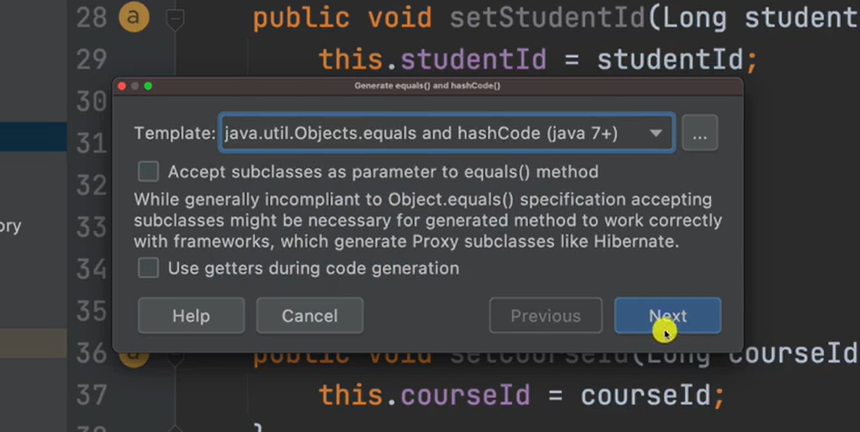 28 a public void setStudentId(Long student
29 this.studentId = studentId;
30
Generate equals() and hashCode()
31
Template: java.util.Objects.equals and hashCode (java 7+) ...
32
Accept subclasses as parameter to equals() method
While generally incompliant to Object.equals() specification accepting
ory
33
subclasses might be necessary for generated method to work correctly
with frameworks, which generate Proxy subclasses like Hibernate.
34
Use getters during code generation
35
Help Cancel Previous Next
36 public void setCourseId(Long courseId
37 this.courseId = courseId;
38 }